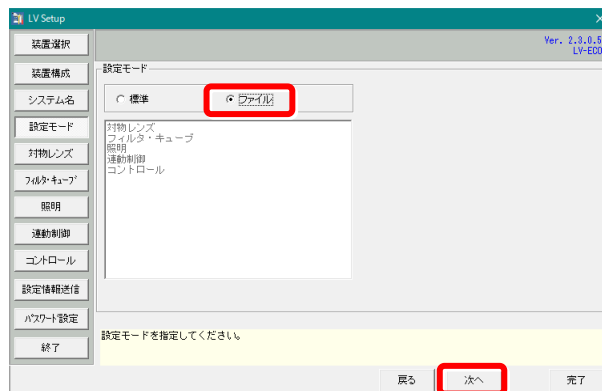 LV Setup
Ver. 2.3.0.5
LV-ECO
装置選択
装置構成
システム名
設定モード
対物レンズ
フィルタ・キューブ
照明
連動制御
コントロール
設定情報送信
パスワード設定
終了
設定モード
標準
ファイル
対物レンズ
フィルタ・キューブ
照明
連動制御
コントロール
設定モードを指定してください。
戻る
次へ
完了